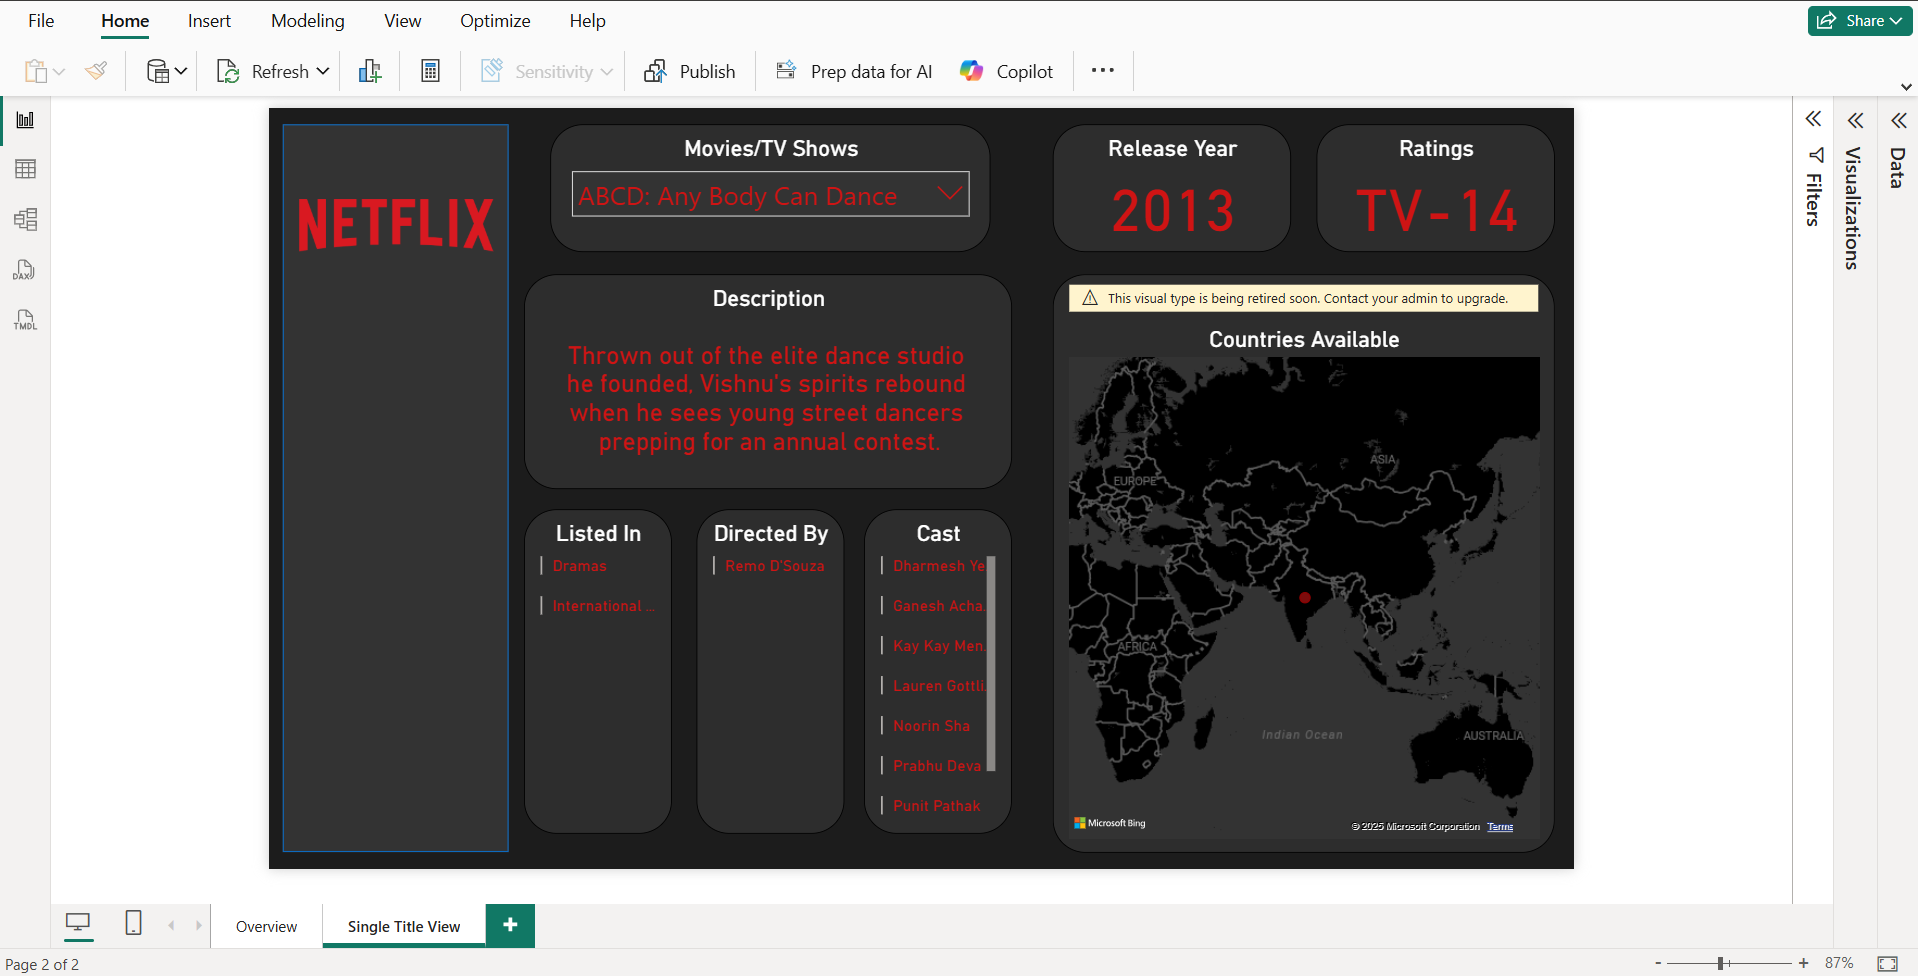 File Home Insert Modeling View Optimize Help Share
Refresh Sensitivity Publish Prep data for AI Copilot
DAX
TMDL
NETFLIX
Movies/TV Shows
ABCD: Any Body Can Dance
Release Year
2013
Ratings
TV-14
Description
Thrown out of the elite dance studio
he founded, Vishnu's spirits rebound
when he sees young street dancers
prepping for an annual contest.
This visual type is being retired soon. Contact your admin to upgrade.
Countries Available
ASIA
EUROPE
AFRICA
Indian Ocean
AUSTRALIA
Microsoft Bing
© 2025 Microsoft Corporation Terms
Listed In
Dramas
International ...
Directed By
Remo D'Souza
Cast
Dharmesh Ye
Ganesh Acha.
Kay Kay Men.
Lauren Gottli.
Noorin Sha
Prabhu Deva
Punit Pathak
Filters
Visualizations
Data
Overview
Single Title View
Page 2 of 2
87%